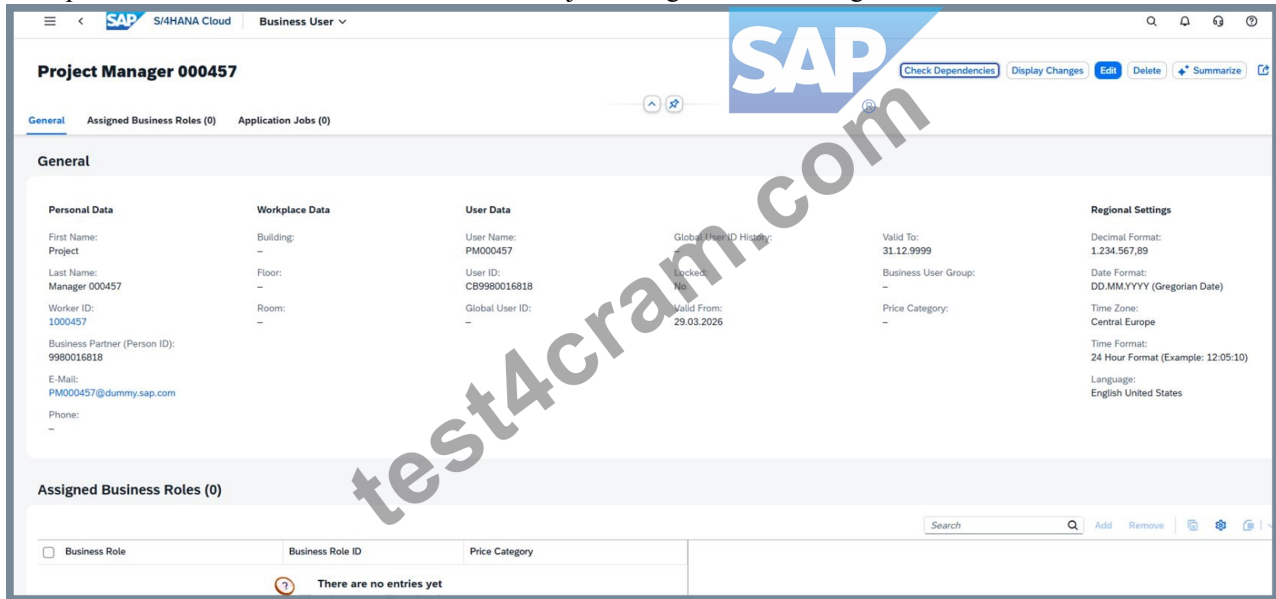 SAP S/4HANA Cloud Business User
SAP
®
Project Manager 000457
Check Dependencies Display Changes Edit Delete Summarize
General Assigned Business Roles (0) Application Jobs (0)
General
Personal Data Workplace Data User Data Regional Settings
First Name: Building: User Name: Global User ID History: Valid To: Decimal Format:
Project – PM000457 – 31.12.9999 1.234.567,89
Last Name: Floor: User ID: Locked: Business User Group: Date Format:
Manager 000457 – CB9980016818 No – DD.MM.YYYY (Gregorian Date)
Worker ID: Room: Global User ID: Valid From: Price Category: Time Zone:
1000457 – – 29.03.2026 – Central Europe
Business Partner (Person ID): Time Format:
9980016818 24 Hour Format (Example: 12:05:10)
E-Mail: Language:
PM000457@dummy.sap.com English United States
Phone:
–
test4cram.com
Assigned Business Roles (0)
Search Add Remove
Business Role Business Role ID Price Category
There are no entries yet